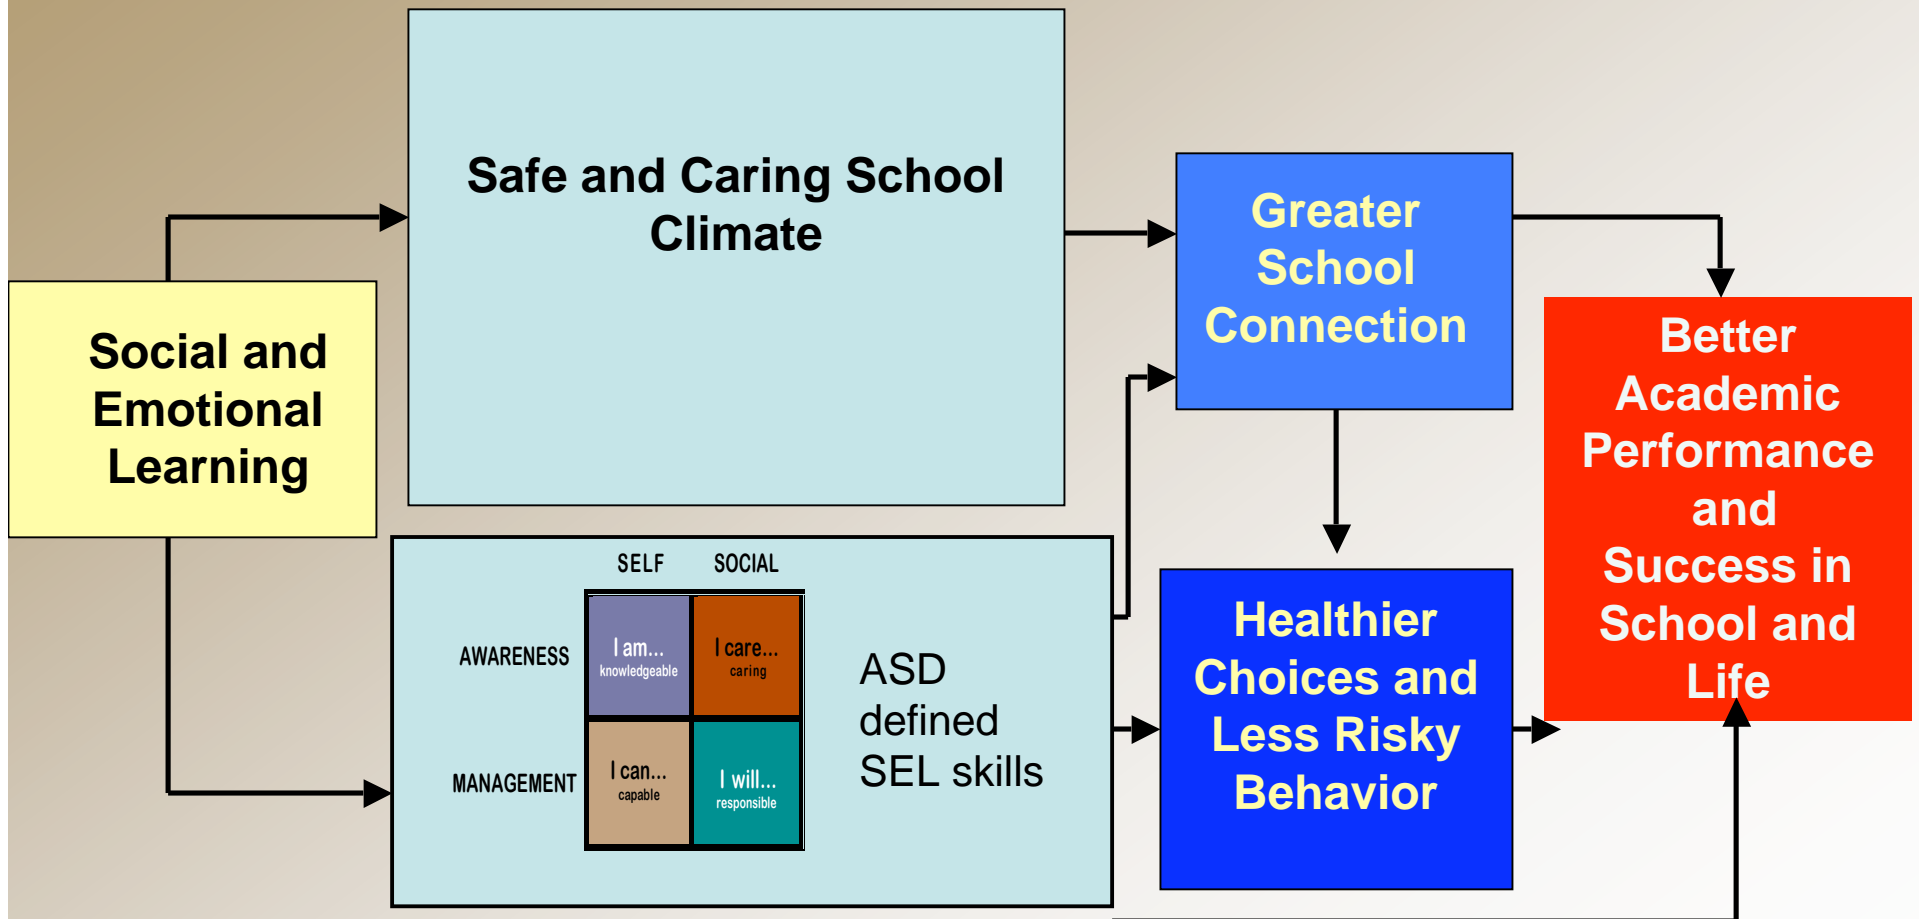 Safe and Caring School
Climate
Social and
Emotional
Learning
Greater
School
Connection
Better
Academic
Performance
and
Success in
School and
Life
SELF SOCIAL
AWARENESS
I am...
knowledgeable
I care...
caring
MANAGEMENT
I can...
capable
I will...
responsible
ASD
defined
SEL skills
Healthier
Choices and
Less Risky
Behavior